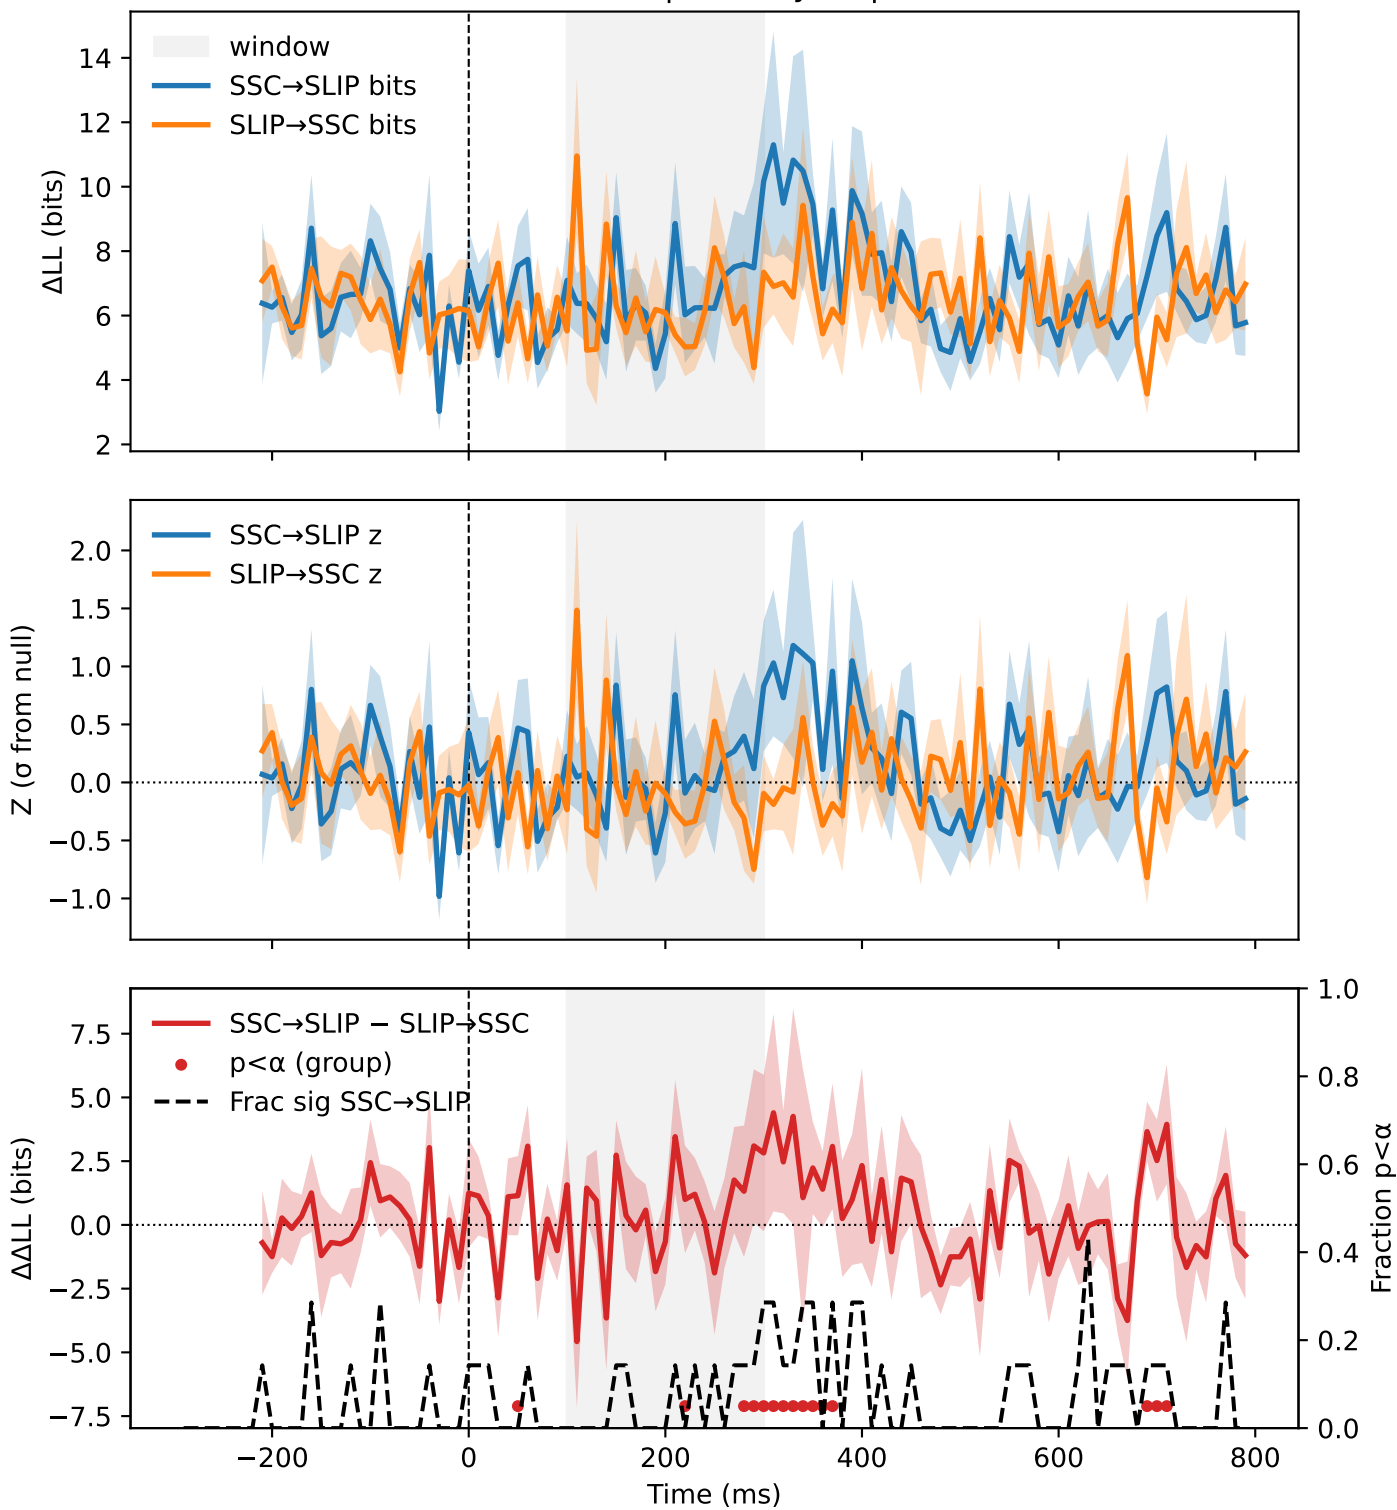 window
SSC→SLIP bits
SLIP→SSC bits
ΔLL (bits)
14
12
10
8
6
4
2
SSC→SLIP z
SLIP→SSC z
Z (σ from null)
2.0
1.5
1.0
0.5
0.0
−0.5
−1.0
SSC→SLIP − SLIP→SSC
p<α (group)
Frac sig SSC→SLIP
ΔΔLL (bits)
7.5
5.0
2.5
0.0
−2.5
−5.0
−7.5
1.0
0.8
0.6
0.4
0.2
0.0
Fraction p<α
−200
0
200
400
600
800
Time (ms)